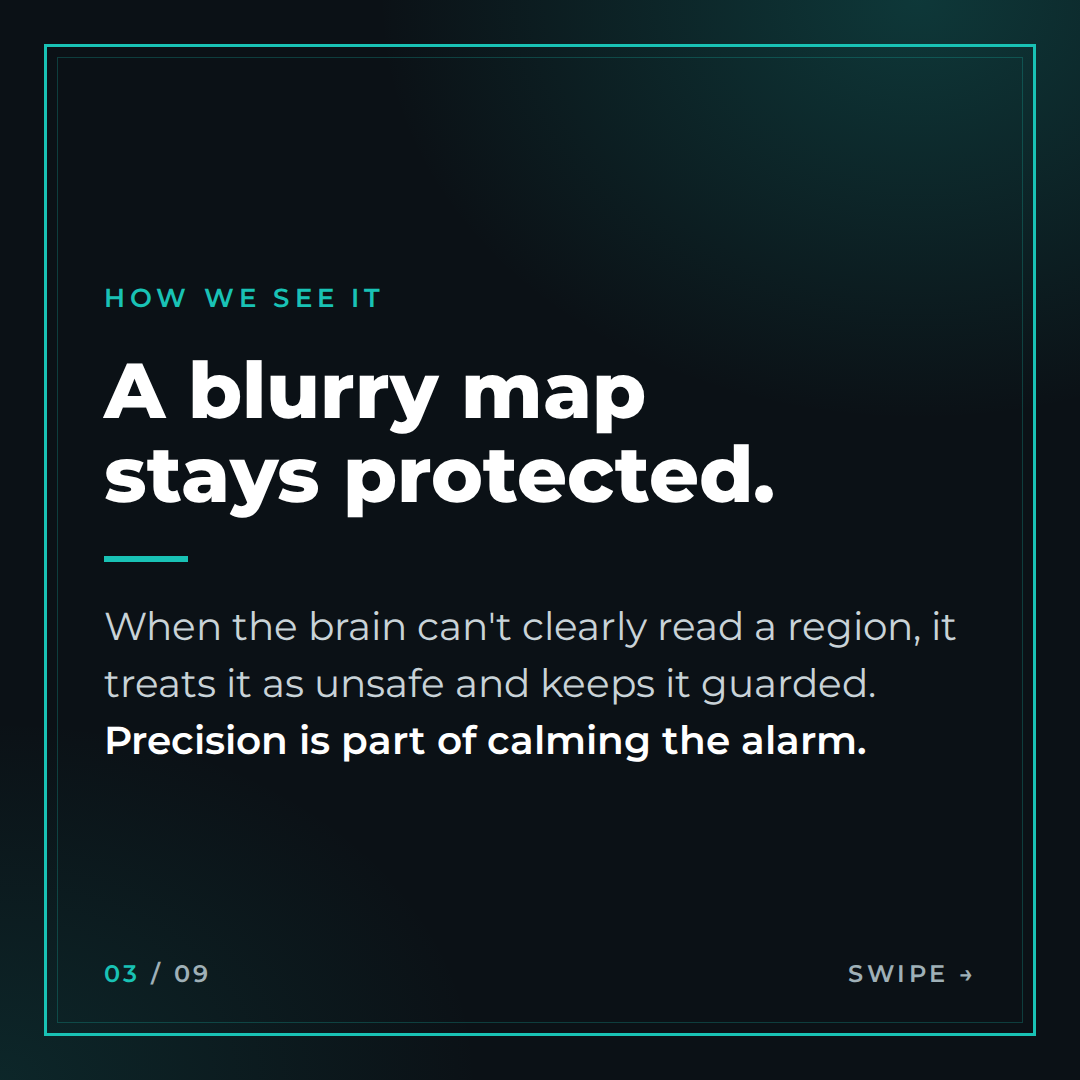 HOW WE SEE IT
A blurry map
stays protected.
When the brain can't clearly read a region, it
treats it as unsafe and keeps it guarded.
Precision is part of calming the alarm.
03 / 09
SWIPE →